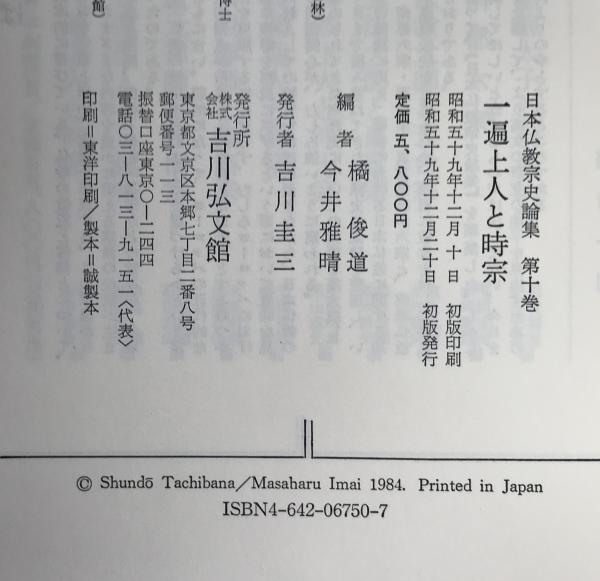 日本仏教宗史論集　第十巻
一遍上人と時宗
昭和五十九年十二月　十　日　初版印刷
昭和五十九年十二月二十日　初版発行
定価　五、八〇〇円
編　者　橘　俊　道
今　井　雅　晴
発行者　吉　川　圭　三
発行所　株式会社　吉川弘文館
東京都文京区本郷七丁目二番八号
郵便番号一一三
振替口座東京〇―二四四
電話〇三―八一三―九一五一〈代表〉
印刷＝東洋印刷／製本＝誠製本
博士
林）
館）
© Shundō Tachibana/Masaharu Imai 1984. Printed in Japan
ISBN4-642-06750-7